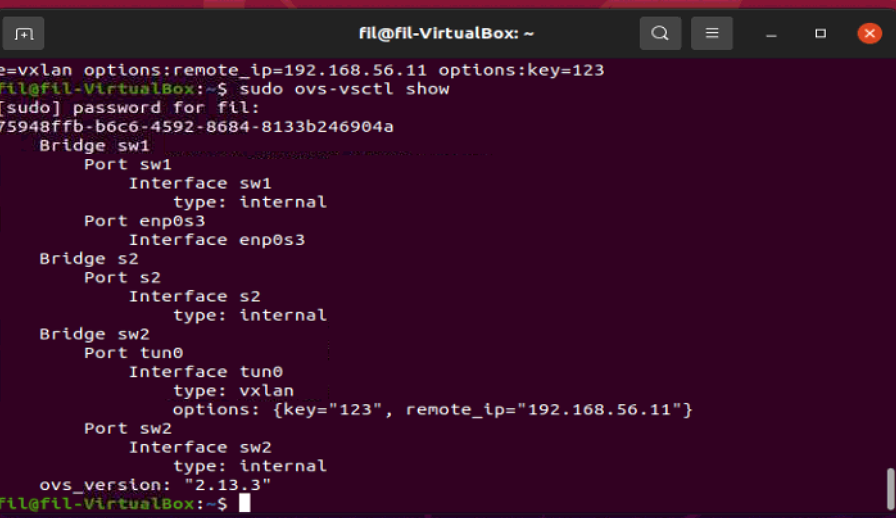 fil@fil-VirtualBox: ~
e=vxlan options:remote_ip=192.168.56.11 options:key=123
fil@fil-VirtualBox:~$ sudo ovs-vsctl show
[sudo] password for fil:
75948ffb-b6c6-4592-8684-8133b246904a
    Bridge sw1
        Port sw1
            Interface sw1
                type: internal
        Port enp0s3
            Interface enp0s3
    Bridge s2
        Port s2
            Interface s2
                type: internal
    Bridge sw2
        Port tun0
            Interface tun0
                type: vxlan
                options: {key="123", remote_ip="192.168.56.11"}
        Port sw2
            Interface sw2
                type: internal
    ovs_version: "2.13.3"
fil@fil-VirtualBox:~$